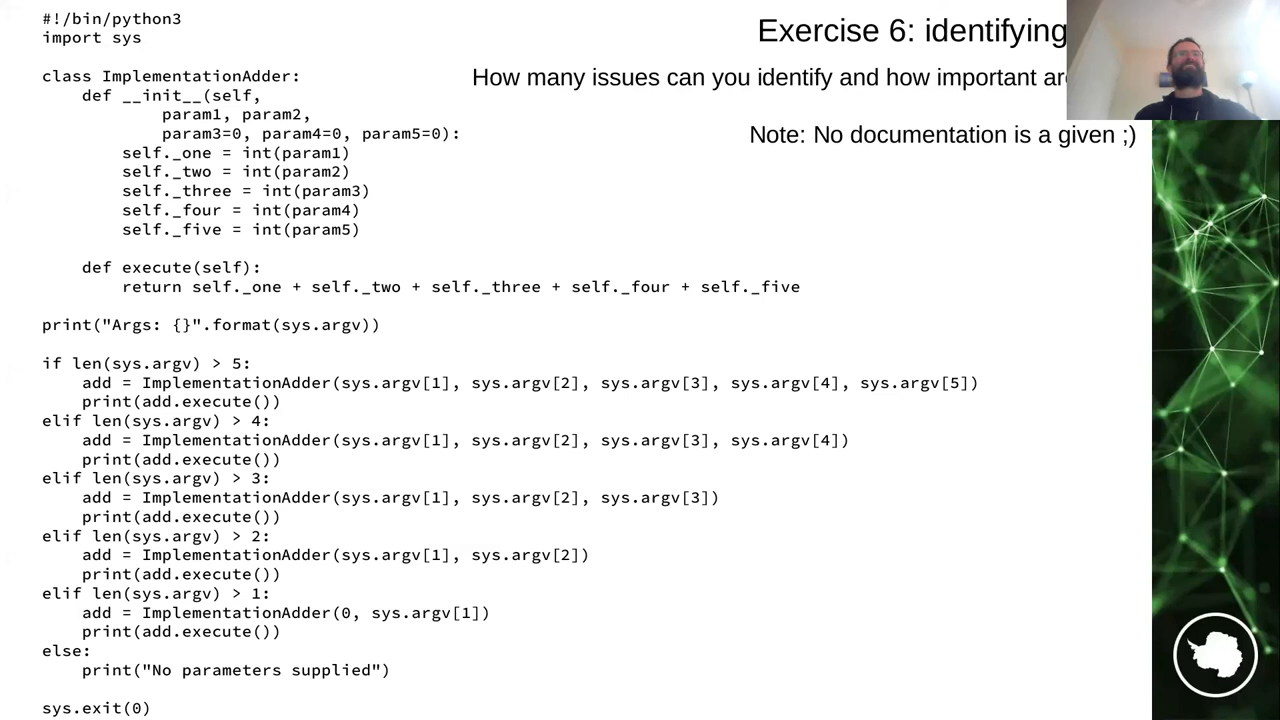 #!/bin/python3
import sys
class ImplementationAdder:
def __init__(self,
param1, param2,
param3=0, param4=0, param5=0):
self._one = int(param1)
self._two = int(param2)
self._three = int(param3)
self._four = int(param4)
self._five = int(param5)
def execute(self):
return self._one + self._two + self._three + self._four + self._five
print("Args: {}".format(sys.argv))
if len(sys.argv) > 5:
add = ImplementationAdder(sys.argv[1], sys.argv[2], sys.argv[3], sys.argv[4], sys.argv[5])
print(add.execute())
elif len(sys.argv) > 4:
add = ImplementationAdder(sys.argv[1], sys.argv[2], sys.argv[3], sys.argv[4])
print(add.execute())
elif len(sys.argv) > 3:
add = ImplementationAdder(sys.argv[1], sys.argv[2], sys.argv[3])
print(add.execute())
elif len(sys.argv) > 2:
add = ImplementationAdder(sys.argv[1], sys.argv[2])
print(add.execute())
elif len(sys.argv) > 1:
add = ImplementationAdder(0, sys.argv[1])
print(add.execute())
else:
print("No parameters supplied")
sys.exit(0)
Exercise 6: identifying
How many issues can you identify and how important
Note: No documentation is a given ;)